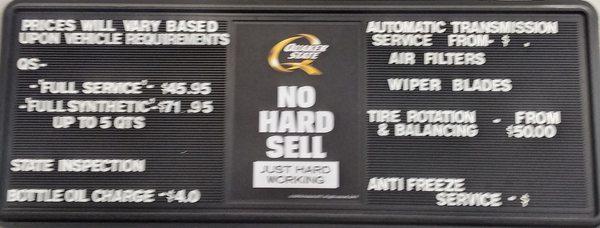 PRICES WILL VARY BASED
UPON VEHICLE REQUIREMENTS
QS-
-"FULL SERVICE"- $45.95
-"FULL SYNTHETIC"-$71 .95
UP TO 5 QTS
STATE INSPECTION
BOTTLE OIL CHARGE -$4.0
QUAKER
STATE
NO
HARD
SELL
JUST HARD
WORKING
AUTOMATIC TRANSMISSION
SERVICE FROM- $ .
AIR FILTERS
WIPER BLADES
TIRE ROTATION - FROM
& BALANCING $50.00
ANTI FREEZE
SERVICE - $